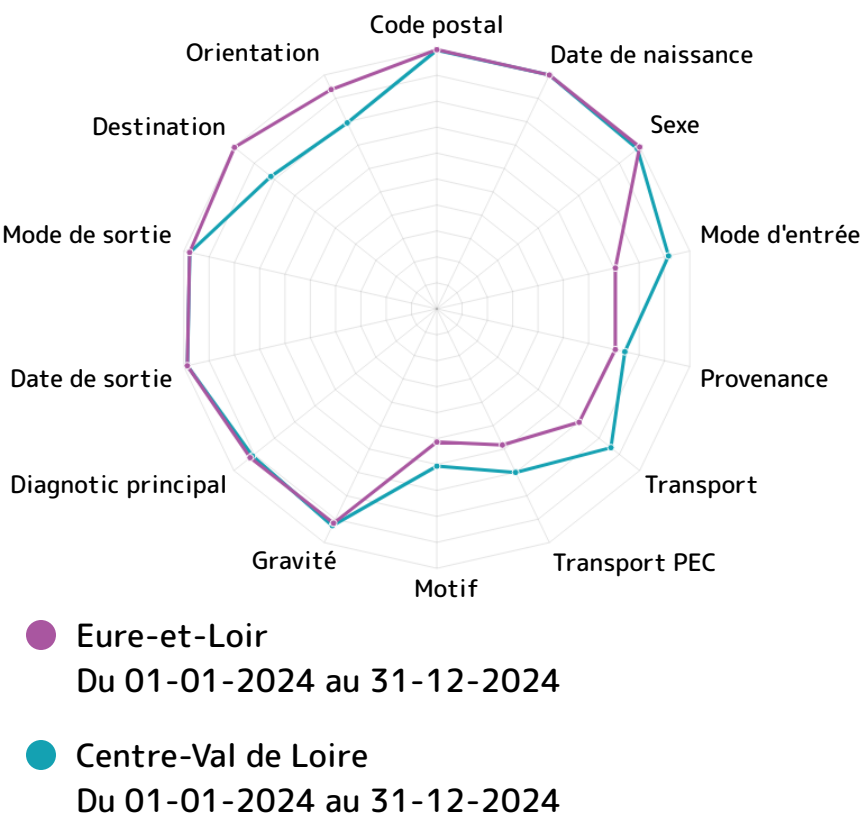 Code postal
Orientation
Date de naissance
Destination
Sexe
Mode de sortie
Mode d'entrée
Date de sortie
Provenance
Diagnotic principal
Transport
Gravité
Transport PEC
Motif
Eure-et-Loir
Du 01-01-2024 au 31-12-2024
Centre-Val de Loire
Du 01-01-2024 au 31-12-2024